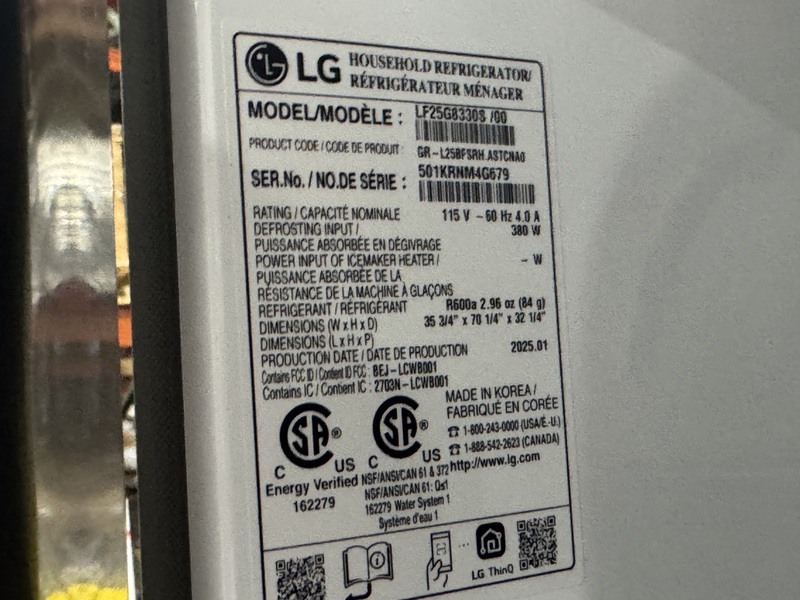 LG HOUSEHOLD REFRIGERATOR/
RÉFRIGÉRATEUR MÉNAGER
MODEL/MODÈLE : LF25G8330S /00
PRODUCT CODE / CODE DE PRODUIT : GR-L25BFSRH.ASTCNA0
SER.No. / NO.DE SÉRIE : 501KRNM4G679
RATING / CAPACITÉ NOMINALE 115 V ~ 60 Hz 4.0 A
DEFROSTING INPUT / 380 W
PUISSANCE ABSORBÉE EN DÉGIVRAGE
POWER INPUT OF ICEMAKER HEATER / - W
PUISSANCE ABSORBÉE DE LA
RÉSISTANCE DE LA MACHINE À GLAÇONS
REFRIGERANT / RÉFRIGÉRANT R600a 2.96 oz (84 g)
DIMENSIONS (W x H x D) 35 3/4" x 70 1/4" x 32 1/4"
DIMENSIONS (L x H x P)
PRODUCTION DATE / DATE DE PRODUCTION 2025.01
Contains FCC ID / Contient ID FCC : BEJ-LCWB001
Contains IC / Contient IC : 2703N-LCWB001
MADE IN KOREA /
FABRIQUÉ EN CORÉE
1-800-243-0000 (USA/É.-U.)
1-888-542-2623 (CANADA)
http://www.lg.com
C SA ® US
C SA ® US
Energy Verified
162279
NSF/ANSI/CAN 61 & 372
NSF/ANSI/CAN 61: Q≤1
162279 Water System 1
Système d'eau 1
LG ThinQ